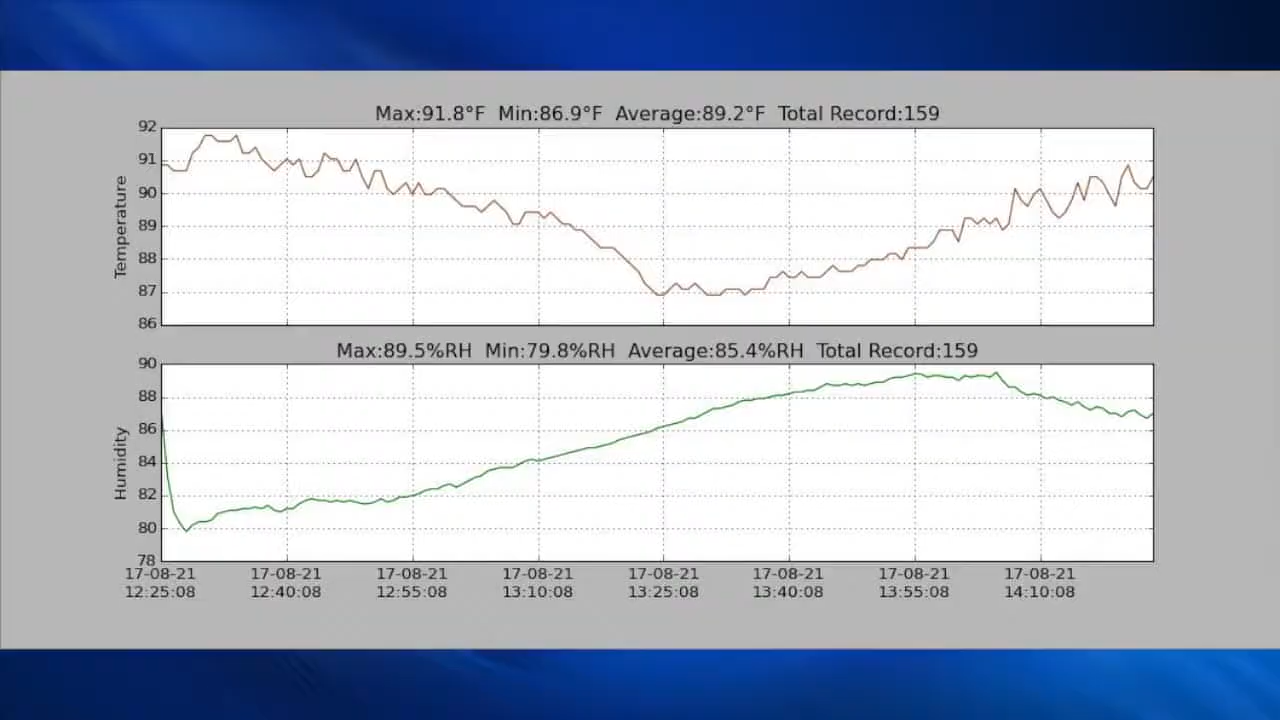 Max:91.8°F Min:86.9°F Average:89.2°F Total Record:159
92
91
90
89
88
87
86
Temperature
Max:89.5%RH Min:79.8%RH Average:85.4%RH Total Record:159
90
88
86
84
82
80
78
Humidity
17-08-21 17-08-21 17-08-21 17-08-21 17-08-21 17-08-21 17-08-21 17-08-21
12:25:08 12:40:08 12:55:08 13:10:08 13:25:08 13:40:08 13:55:08 14:10:08